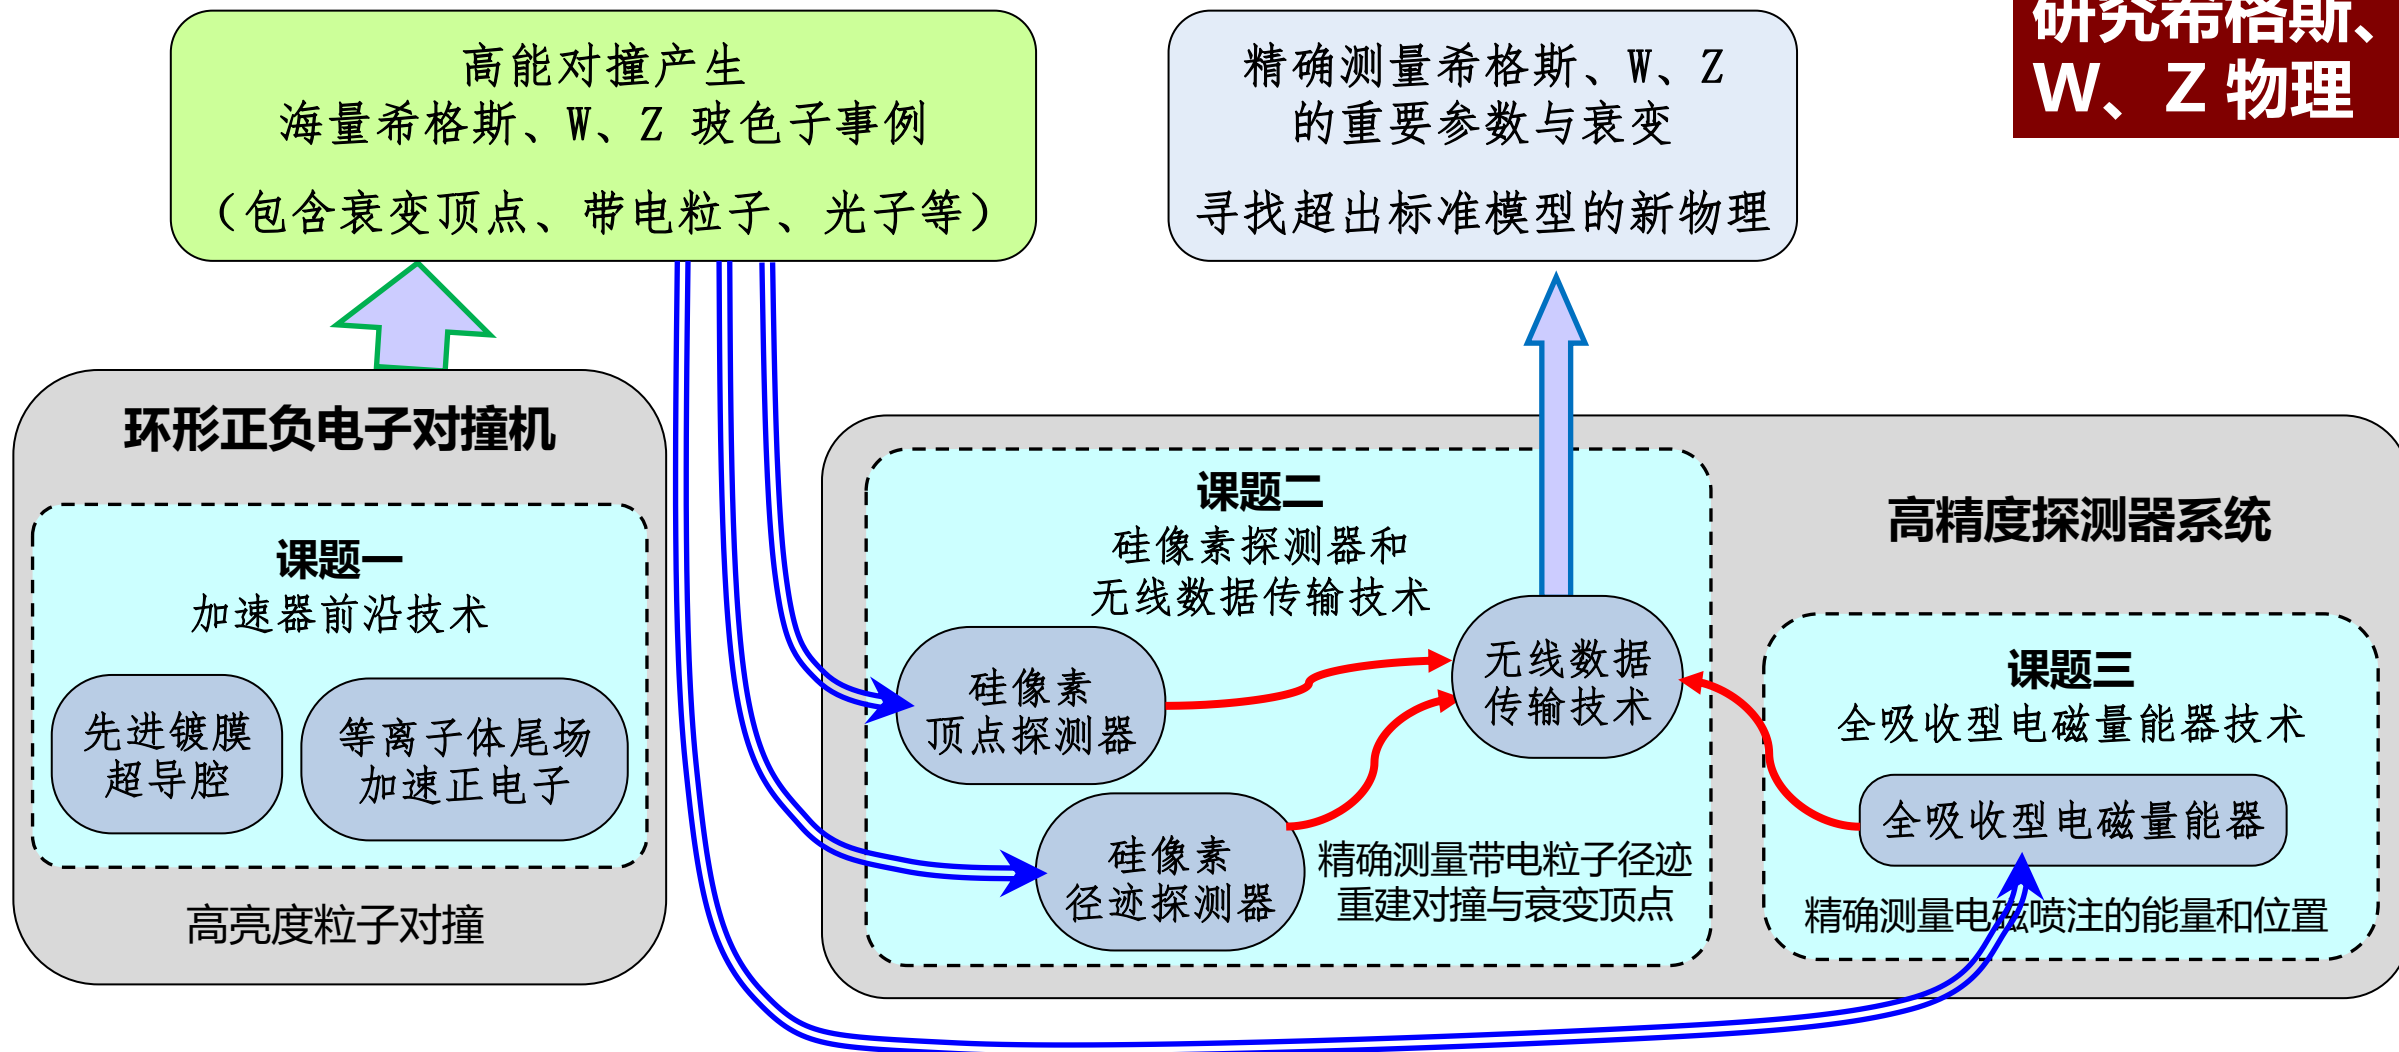 高能对撞产生
海量希格斯、W、Z 玻色子事例
（包含衰变顶点、带电粒子、光子等）
精确测量希格斯、W、Z
的重要参数与衰变
寻找超出标准模型的新物理
研究希格斯、
W、Z 物理
环形正负电子对撞机
课题一
加速器前沿技术
先进镀膜
超导腔
等离子体尾场
加速正电子
高亮度粒子对撞
课题二
硅像素探测器和
无线数据传输技术
硅像素
顶点探测器
无线数据
传输技术
硅像素
径迹探测器
精确测量带电粒子径迹
重建对撞与衰变顶点
高精度探测器系统
课题三
全吸收型电磁量能器技术
全吸收型电磁量能器
精确测量电磁喷注的能量和位置